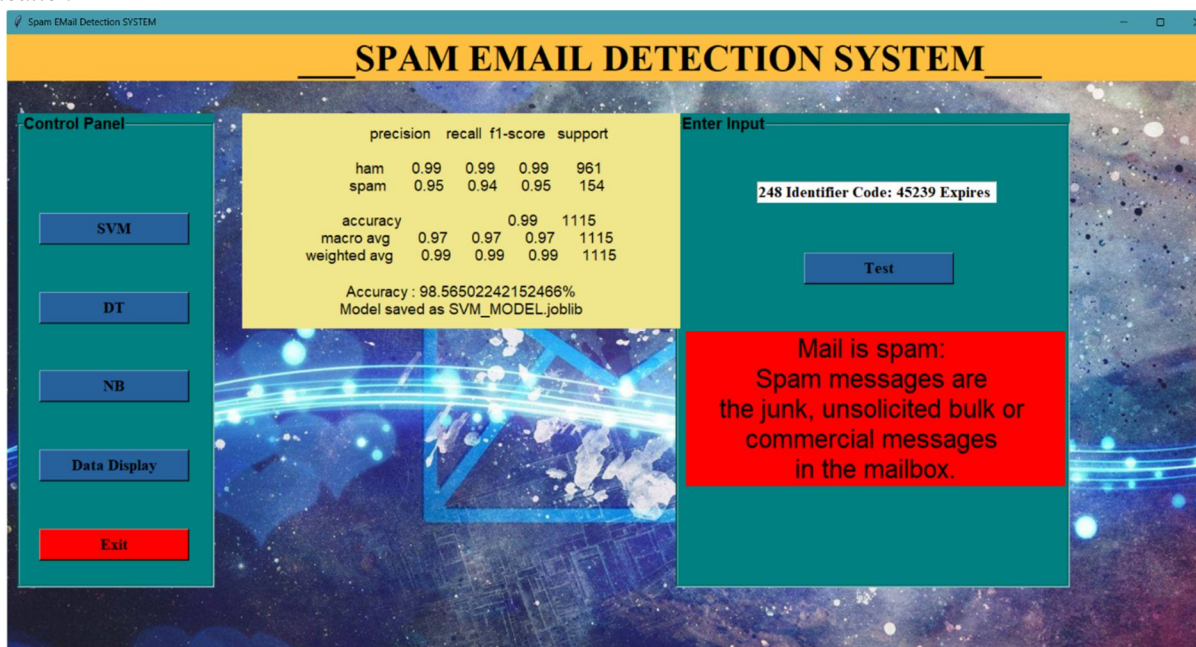 Spam EMail Detection SYSTEM
___SPAM EMAIL DETECTION SYSTEM___
Control Panel
SVM
DT
NB
Data Display
Exit
precision recall f1-score support
ham 0.99 0.99 0.99 961
spam 0.95 0.94 0.95 154
accuracy 0.99 1115
macro avg 0.97 0.97 0.97 1115
weighted avg 0.99 0.99 0.99 1115
Accuracy : 98.56502242152466%
Model saved as SVM_MODEL.joblib
Enter Input
248 Identifier Code: 45239 Expires
Test
Mail is spam:
Spam messages are
the junk, unsolicited bulk or
commercial messages
in the mailbox.